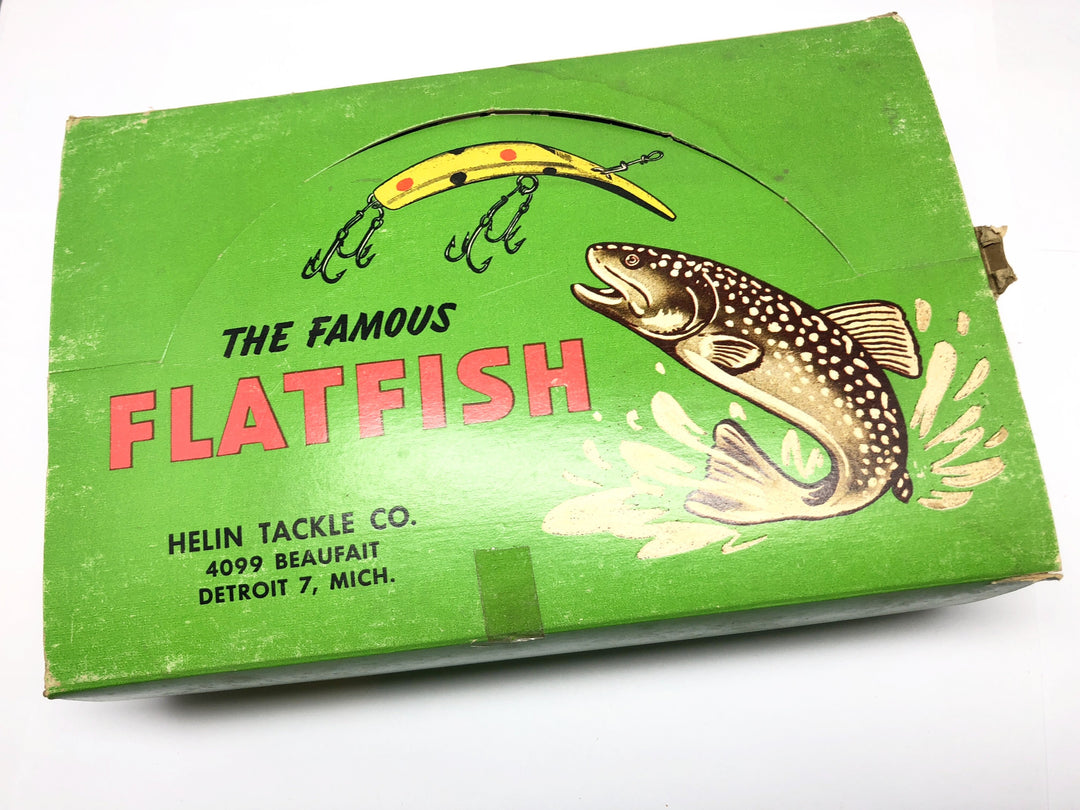 THE FAMOUS
FLATFISH
HELIN TACKLE CO.
4099 BEAUFAIT
DETROIT 7, MICH.